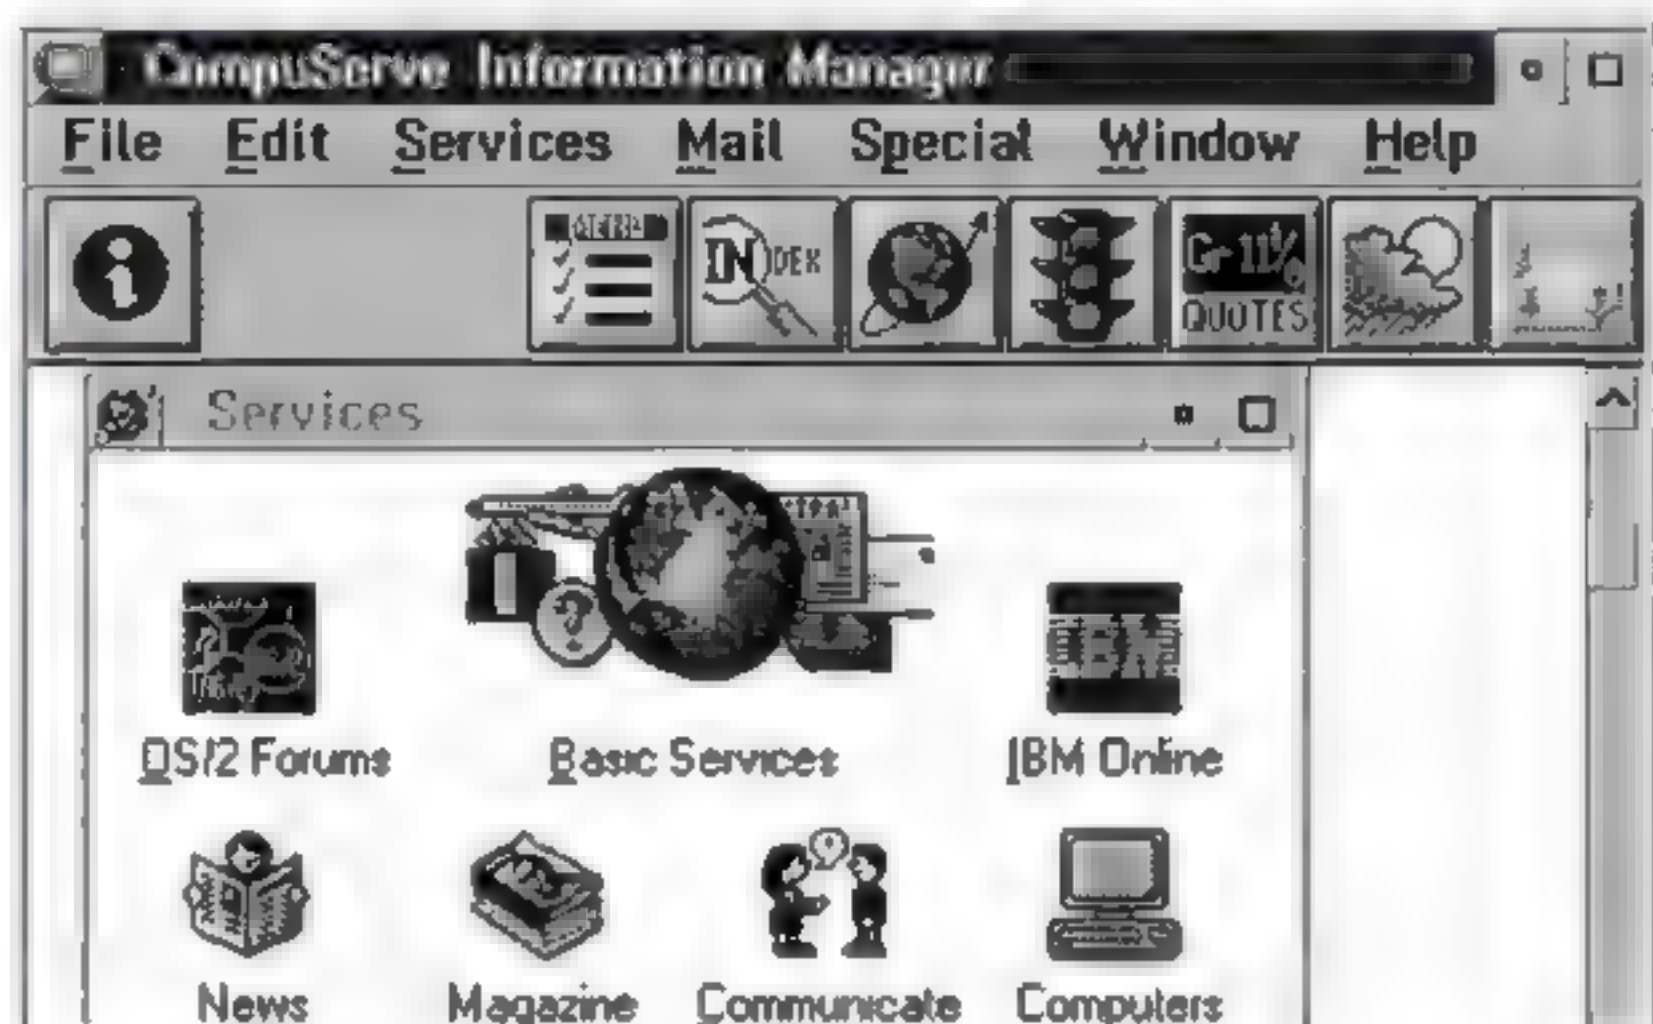 CompuServe Information Manager
File Edit Services Mail Special Window Help
INDEX
QUOTES
Services
?
IBM
OS/2 Forums Basic Services IBM Online
News Magazine Communicate Computers